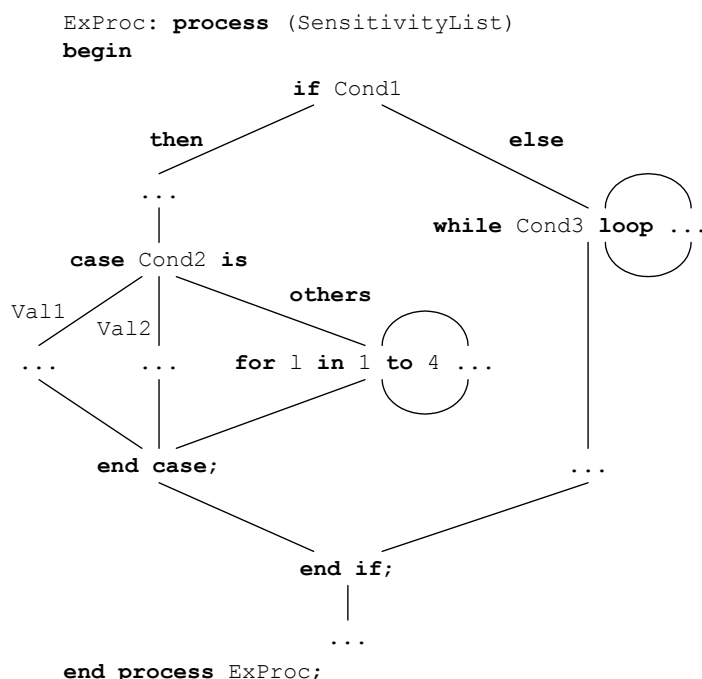 ExProc: process (SensitivityList)
begin
if Cond1
then
else
...
while Cond3 loop ...
case Cond2 is
others
Val1
Val2
...
...
for l in 1 to 4 ...
end case;
...
end if;
...
end process ExProc;